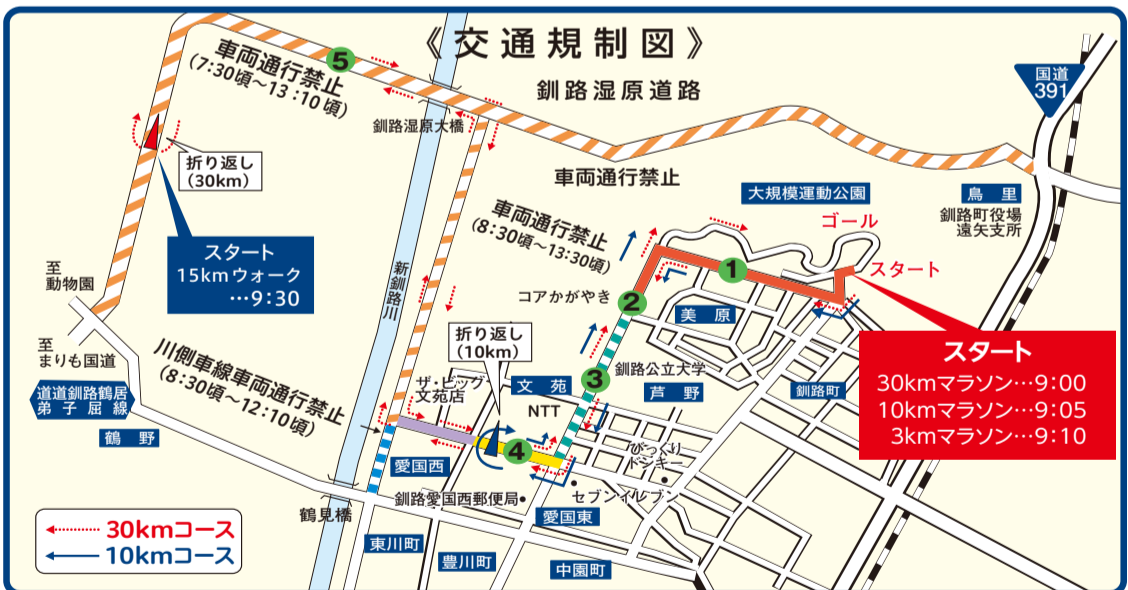 《交通規制図》
釧路湿原道路
国道
391
5
車両通行禁止
(7:30頃～13:10頃)
釧路湿原大橋
折り返し
(30km)
車両通行禁止
大規模運動公園
鳥里
釧路町役場
遠矢支所
ゴール
スタート
車両通行禁止
(8:30頃～13:30頃)
スタート
15kmウォーク
…9:30
至
動物園
新釧路川
1
コアかがやき
2
美原
至
まりも国道
折り返し
(10km)
スタート
30kmマラソン…9:00
10kmマラソン…9:05
3kmマラソン…9:10
川側車線車両通行禁止
(8:30頃～12:10頃)
道道釧路鶴居
弟子屈線
鶴野
ザ・ビッグ
文苑店
文苑
3
釧路公立大学
芦野
釧路町
NTT
4
愛国西
びっくり
ドンキー
釧路愛国西郵便局
セブンイレブン
愛国東
鶴見橋
東川町
豊川町
中園町
30kmコース
10kmコース